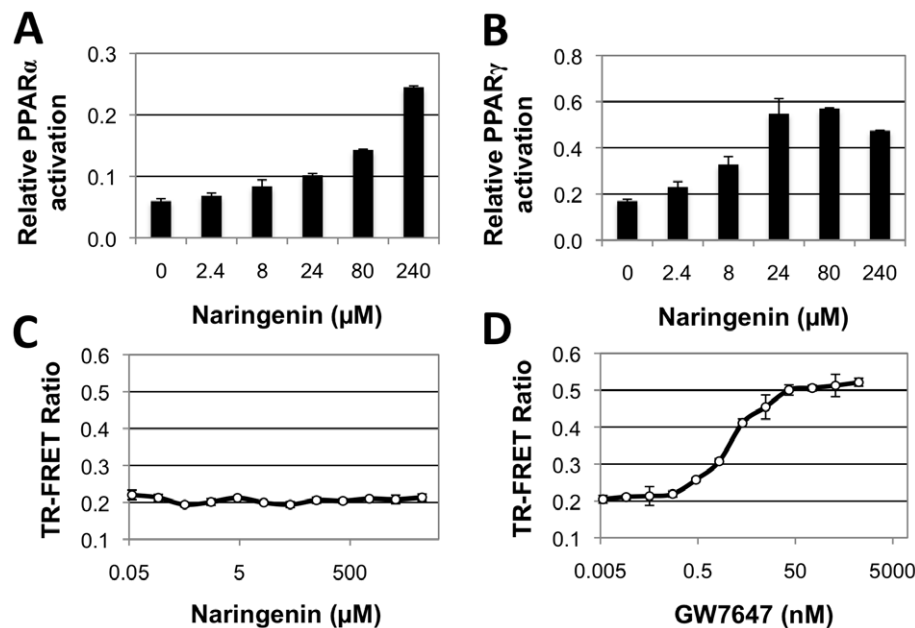 A
Relative PPARα
activation
0.3
0.2
0.1
0.0
0 2.4 8 24 80 240
Naringenin (µM)
B
Relative PPARγ
activation
0.8
0.6
0.4
0.2
0.0
0 2.4 8 24 80 240
Naringenin (µM)
C
TR-FRET Ratio
0.6
0.5
0.4
0.3
0.2
0.1
0.05 5 500
Naringenin (µM)
D
TR-FRET Ratio
0.6
0.5
0.4
0.3
0.2
0.1
0.005 0.5 50 5000
GW7647 (nM)